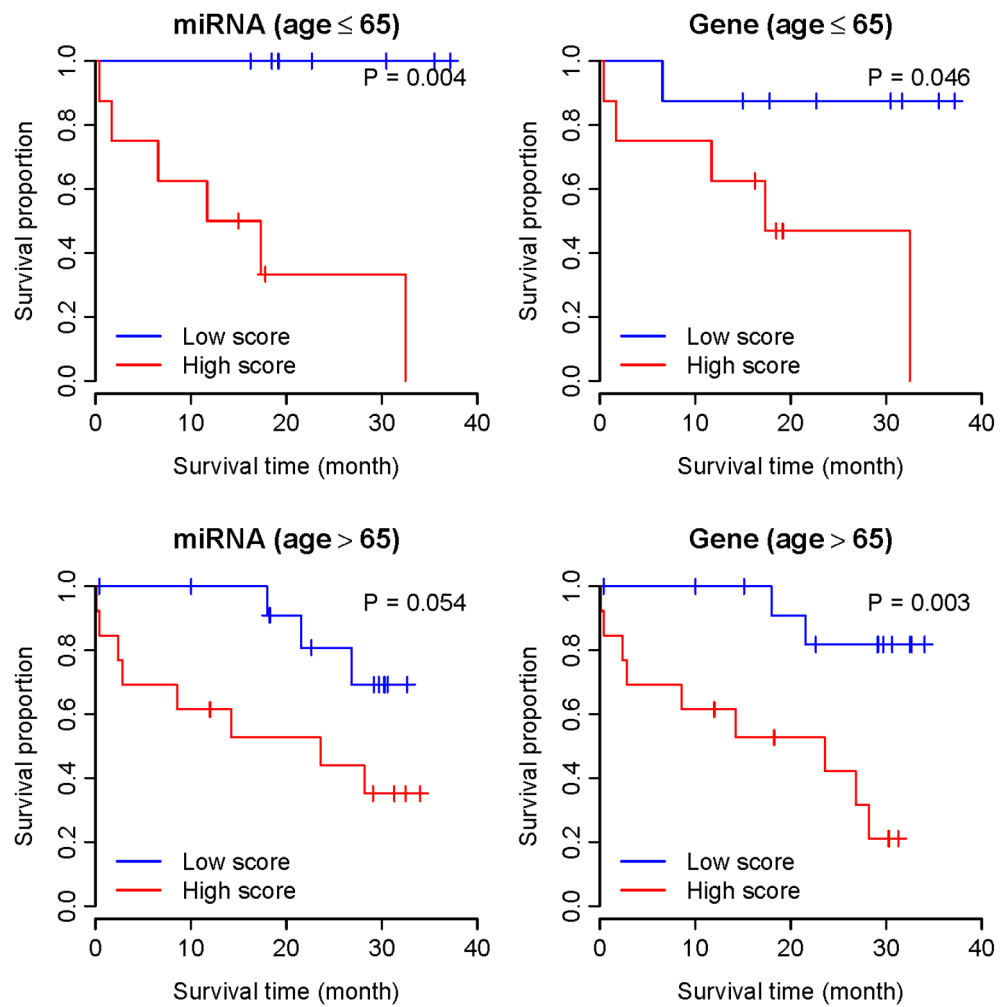 miRNA (age ≤ 65)
P = 0.004
Survival proportion
0.0 0.2 0.4 0.6 0.8 1.0
Low score
High score
0 10 20 30 40
Survival time (month)
Gene (age ≤ 65)
P = 0.046
Survival proportion
0.0 0.2 0.4 0.6 0.8 1.0
Low score
High score
0 10 20 30 40
Survival time (month)
miRNA (age > 65)
P = 0.054
Survival proportion
0.0 0.2 0.4 0.6 0.8 1.0
Low score
High score
0 10 20 30 40
Survival time (month)
Gene (age > 65)
P = 0.003
Survival proportion
0.0 0.2 0.4 0.6 0.8 1.0
Low score
High score
0 10 20 30 40
Survival time (month)